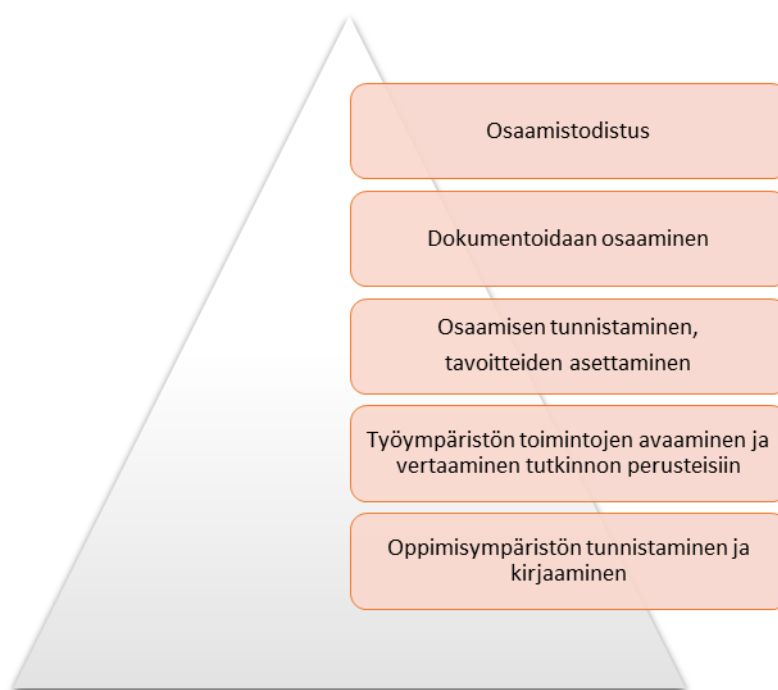 Osaamistodistus
Dokumentoidaan osaaminen
Osaamisen tunnistaminen,
tavoitteiden asettaminen
Työympäristön toimintojen avaaminen ja
vertaaminen tutkinnon perusteisiin
Oppimisympäristön tunnistaminen ja
kirjaaminen